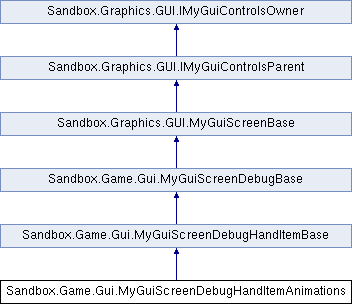 Sandbox.Graphics.GUI.IMyGuiControlsOwner
Sandbox.Graphics.GUI.IMyGuiControlsParent
Sandbox.Graphics.GUI.MyGuiScreenBase
Sandbox.Game.Gui.MyGuiScreenDebugBase
Sandbox.Game.Gui.MyGuiScreenDebugHandItemBase
Sandbox.Game.Gui.MyGuiScreenDebugHandItemAnimations